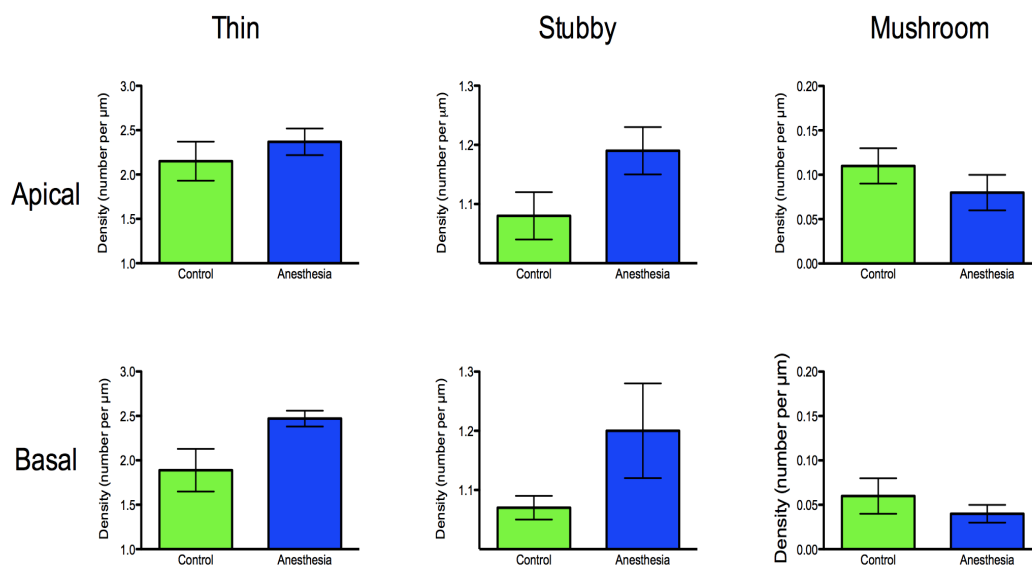 Thin Stubby Mushroom
Apical
Density (number per µm)
3.0
2.5
2.0
1.5
1.0
Control Anesthesia
Density (number per µm)
1.3
1.2
1.1
Control Anesthesia
Density (number per µm)
0.20
0.15
0.10
0.05
0.00
Control Anesthesia
Basal
Density (number per µm)
3.0
2.5
2.0
1.5
1.0
Control Anesthesia
Density (number per µm)
1.3
1.2
1.1
Control Anesthesia
Density (number per µm)
0.20
0.15
0.10
0.05
0.00
Control Anesthesia